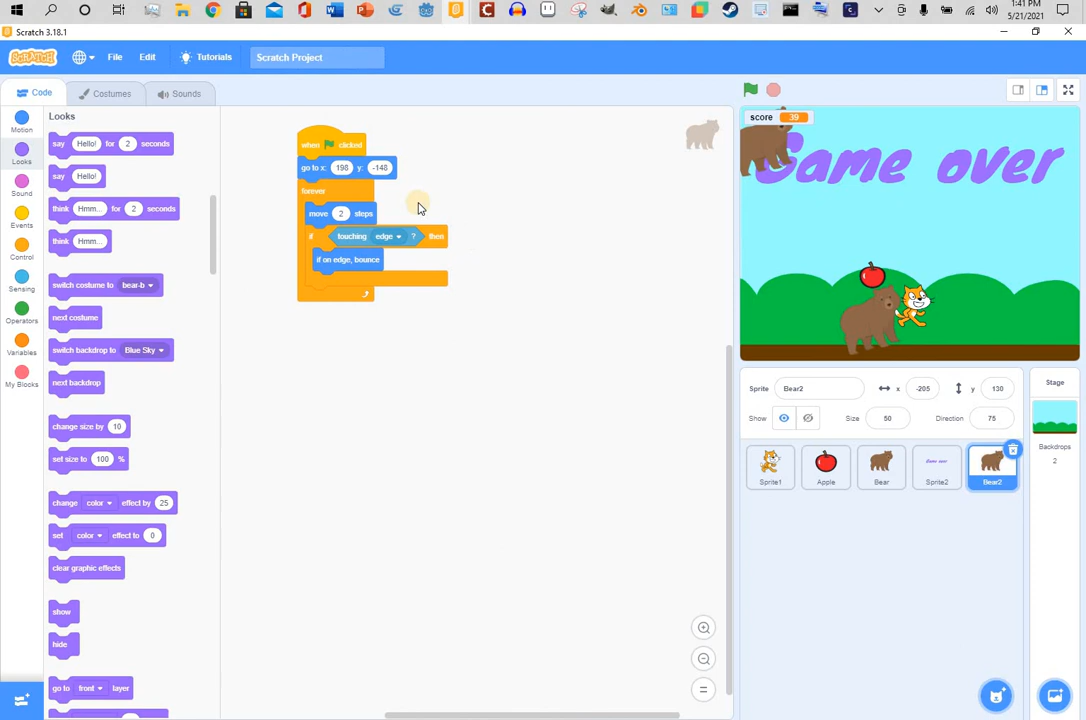 1:41 PM
5/21/2021
Scratch 3.18.1
SCRATCH
File
Edit
Tutorials
Scratch Project
Code
Costumes
Sounds
Motion
Looks
Sound
Events
Control
Sensing
Operators
Variables
My Blocks
Looks
say Hello! for 2 seconds
say Hello!
think Hmm... for 2 seconds
think Hmm...
switch costume to bear-b
next costume
switch backdrop to Blue Sky
next backdrop
change size by 10
set size to 100 %
change color effect by 25
set color effect to 0
clear graphic effects
show
hide
go to front layer
when clicked
go to x: 198 y: -148
forever
move 2 steps
if touching edge ? then
if on edge, bounce
score 39
Game over
Sprite Bear2 x -205 y 130
Show Size 50 Direction 75
Sprite1
Apple
Bear
Game over
Sprite2
Bear2
Stage
Backdrops
2